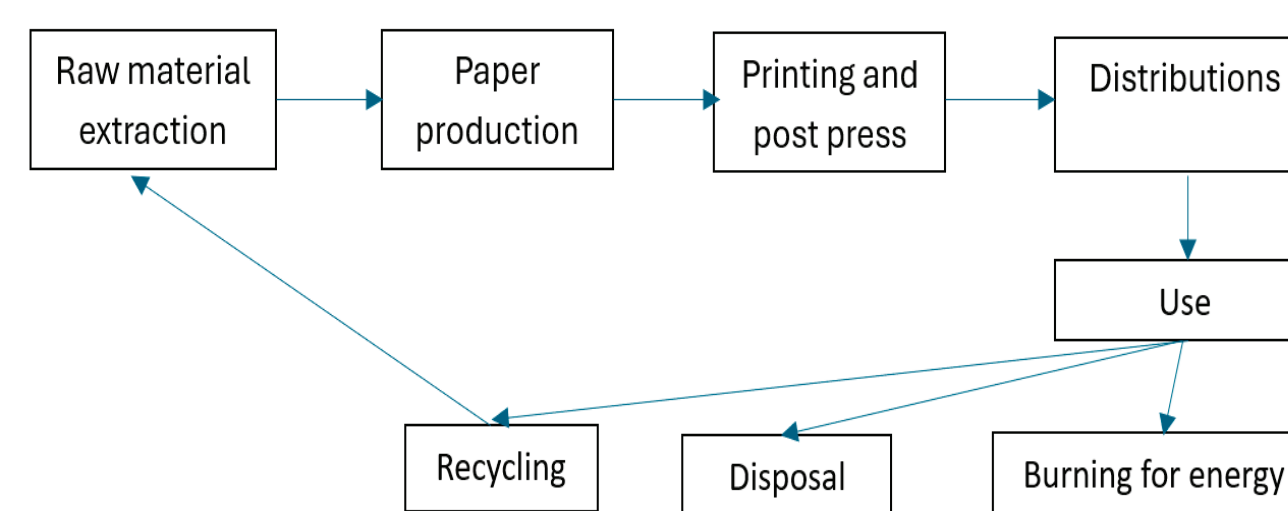 Raw material
extraction
Paper
production
Printing and
post press
Distributions
Use
Recycling
Disposal
Burning for energy